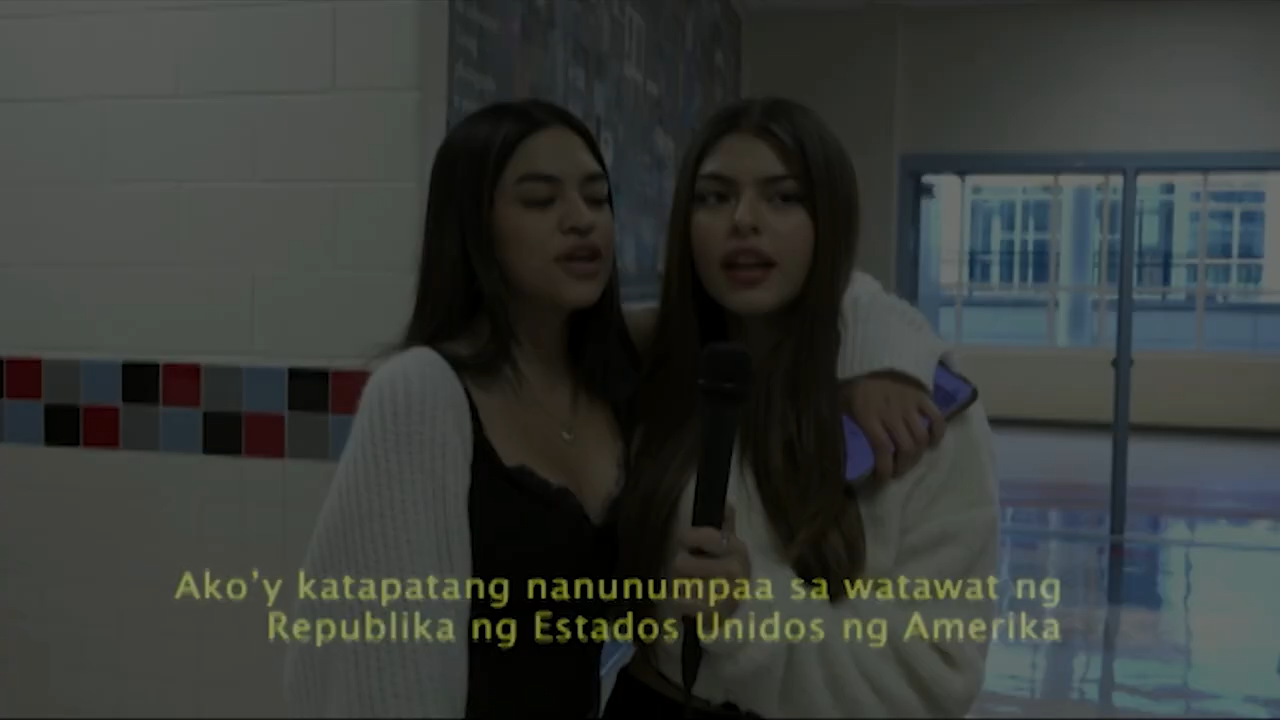 Ako'y katapatang nanunumpaa sa watawat ng
Republika ng Estados Unidos ng Amerika